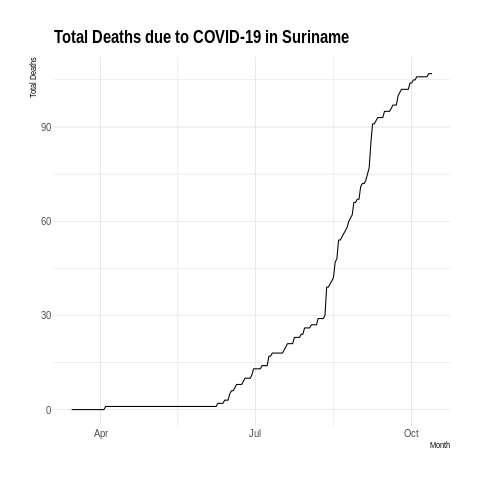 Total Deaths due to COVID-19 in Suriname
Total Deaths
90
60
30
0
Apr
Jul
Oct
Month